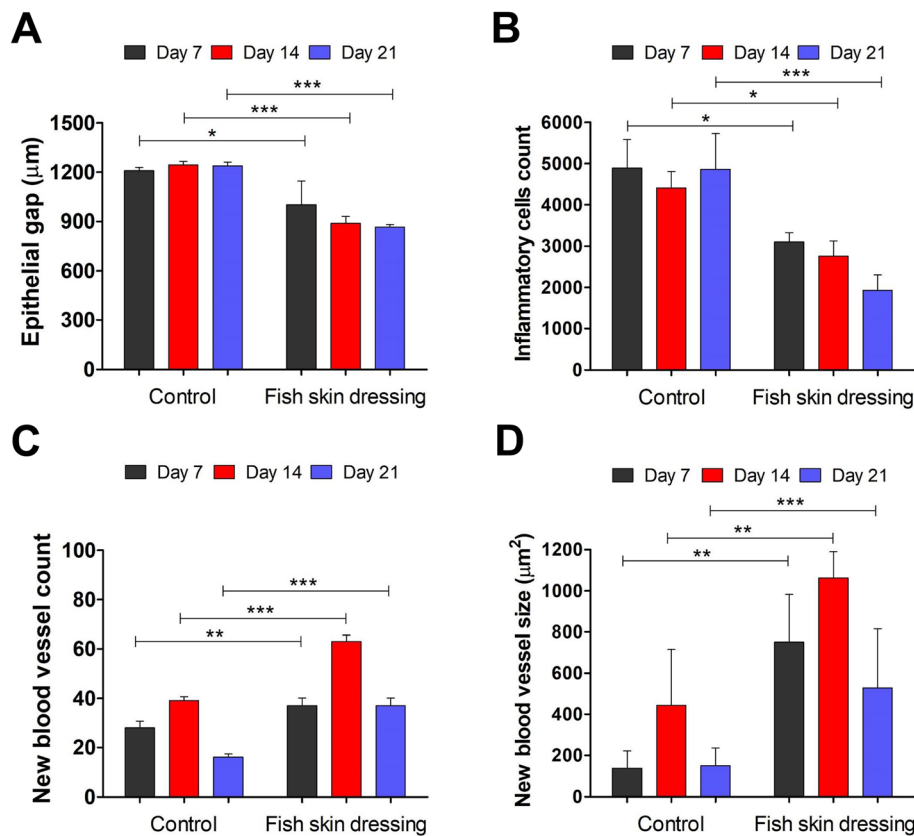 A
Day 7 Day 14 Day 21
***
***
*
Epithelial gap (μm)
1500
1200
900
600
300
0
Control Fish skin dressing
B
Day 7 Day 14 Day 21
***
*
*
Inflammatory cells count
6000
5000
4000
3000
2000
1000
0
Control Fish skin dressing
C
Day 7 Day 14 Day 21
***
***
**
New blood vessel count
100
80
60
40
20
0
Control Fish skin dressing
D
Day 7 Day 14 Day 21
***
**
**
New blood vessel size (μm²)
1200
1000
800
600
400
200
0
Control Fish skin dressing